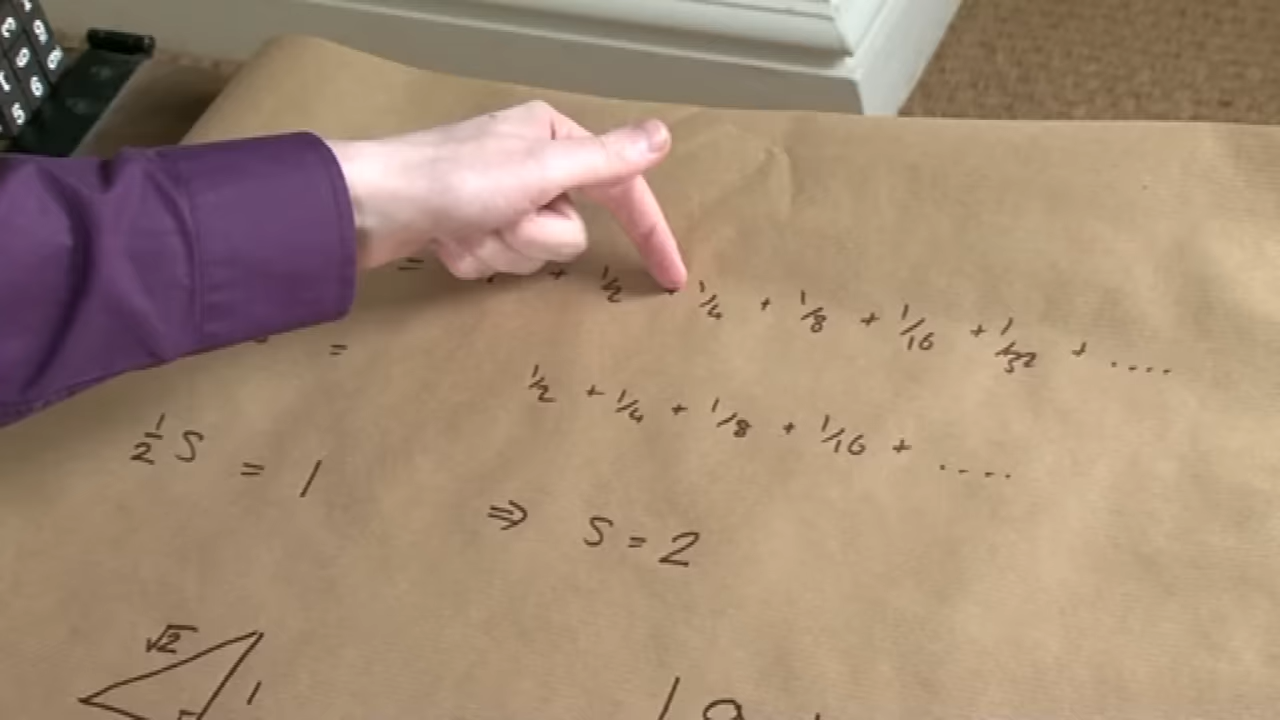 = + 1/2 + 1/4 + 1/8 + 1/16 + 1/32 + ....
= 1/2 + 1/4 + 1/8 + 1/16 + ....
1/2 S = 1 ⇒ S = 2
√2
1